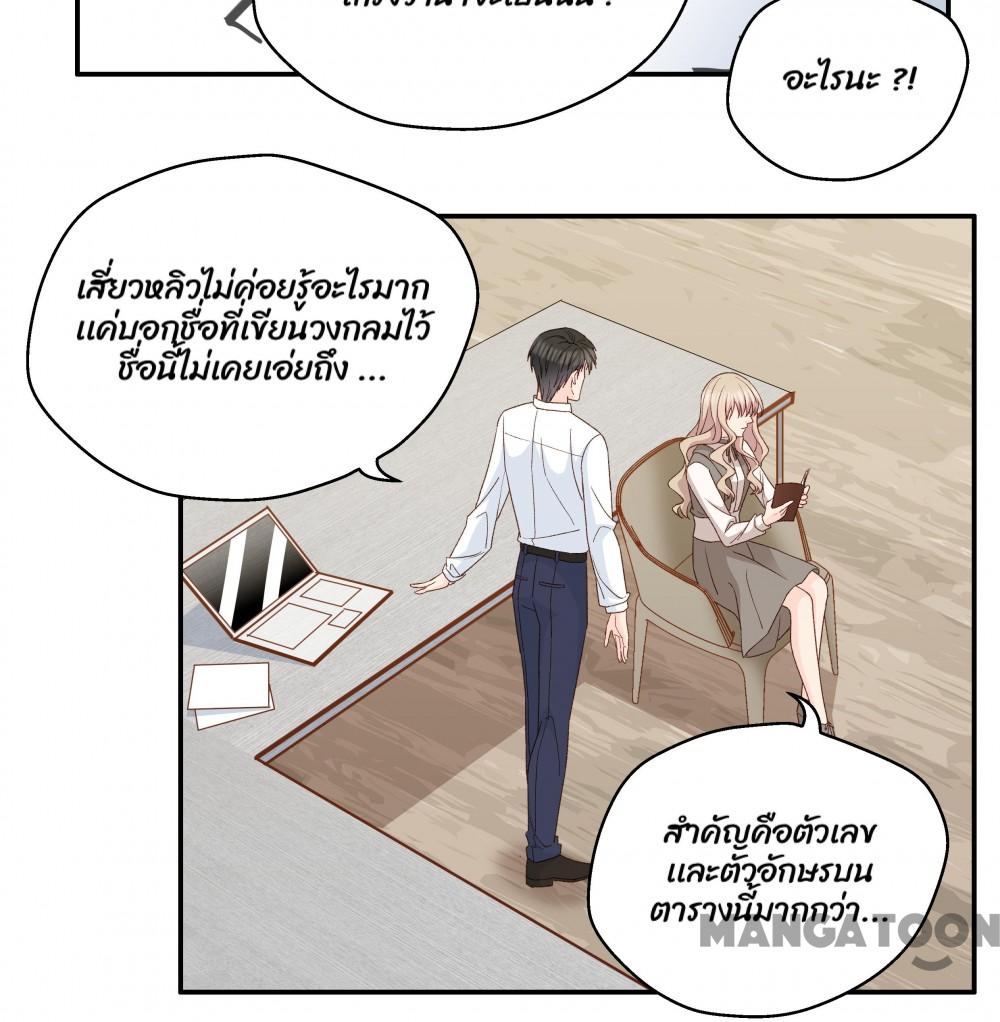 อะไรนะ ?!
เสี่ยวหลิวไม่ค่อยรู้อะไรมาก
แค่บอกชื่อที่เขียนวงกลมไว้
ชื่อนี้ไม่เคยเอ่ยถึง ...
สำคัญคือตัวเลข
และตัวอักษรบน
ตารางนี้มากกว่า...
MANGATOON